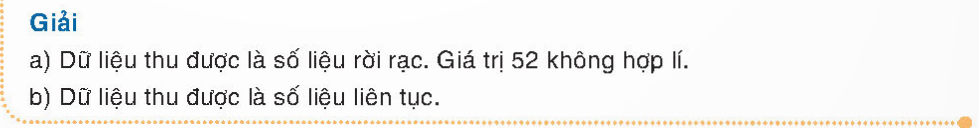 Giải
a) Dữ liệu thu được là số liệu rời rạc. Giá trị 52 không hợp lí.
b) Dữ liệu thu được là số liệu liên tục.